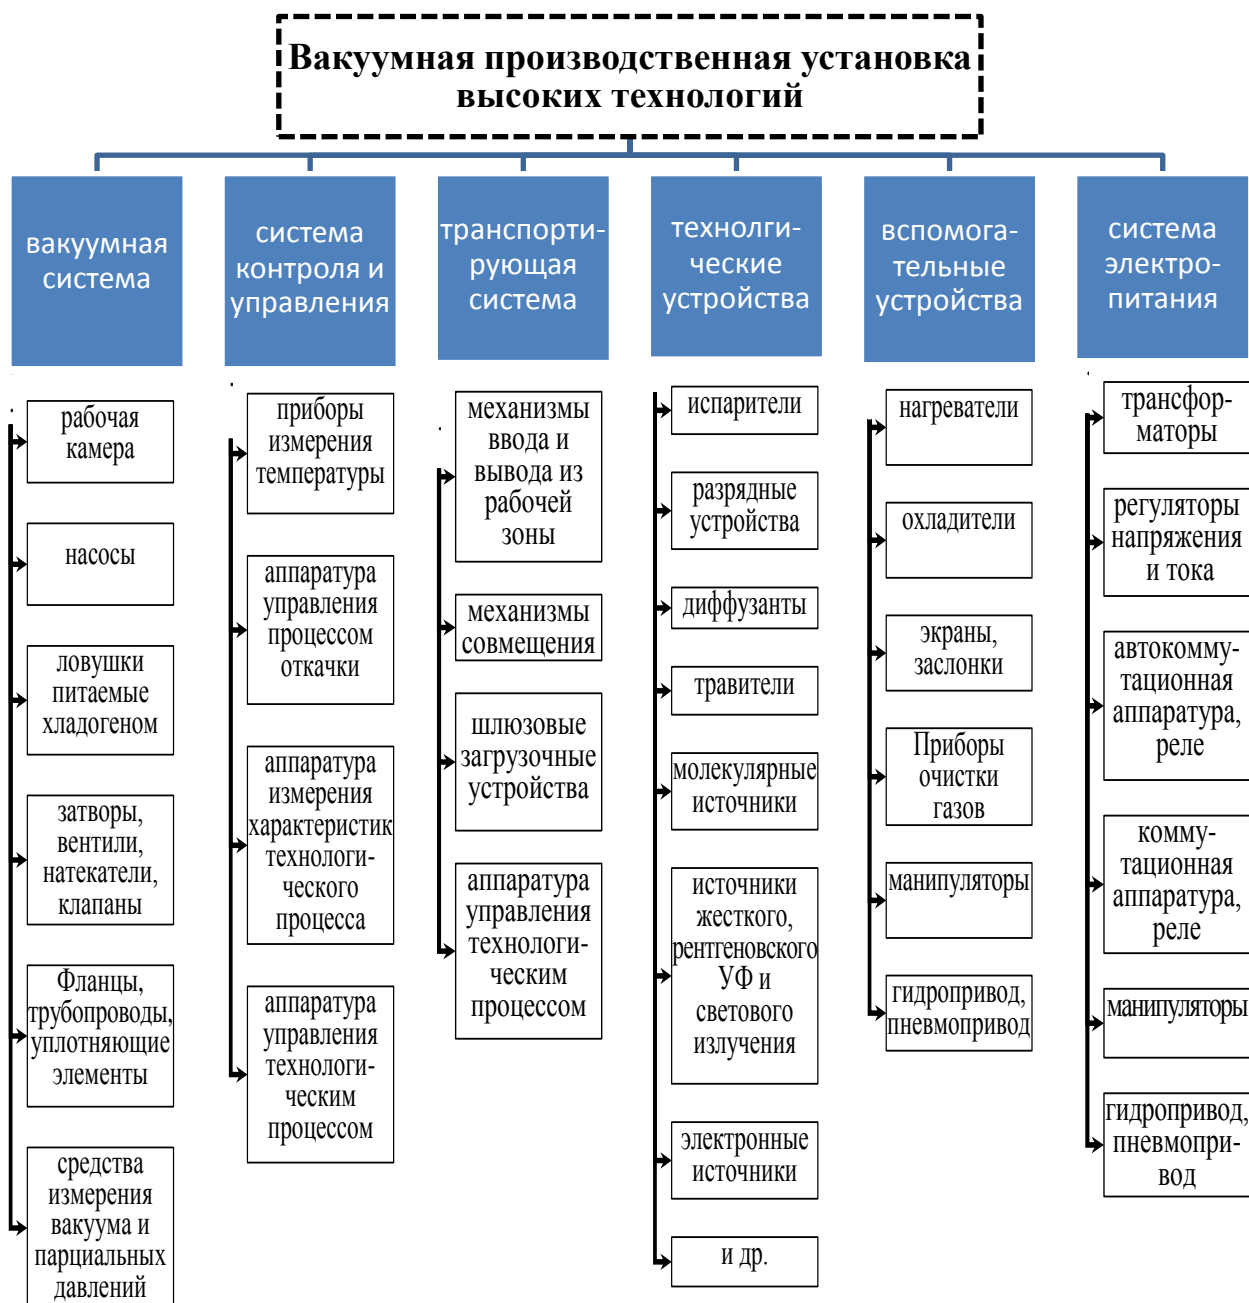 Вакуумная производственная установка
высоких технологий
вакуумная
система
система
контроля и
управления
транспорти-
рующая
система
технолги-
ческие
устройства
вспомога-
тельные
устройства
система
электро-
питания
рабочая
камера
насосы
ловушки
питаемые
хладогеном
затворы,
вентили,
натекатели,
клапаны
Фланцы,
трубопроводы,
уплотняющие
элементы
средства
измерения
вакуума и
парциальных
давлений
приборы
измерения
температуры
аппаратура
управления
процессом
откачки
аппаратура
измерения
характеристик
технологи-
ческого
процесса
аппаратура
управления
технологи-
ческим
процессом
механизмы
ввода и
вывода из
рабочей
зоны
механизмы
совмещения
шлюзовые
загрузочные
устройства
аппаратура
управления
технологи-
ческим
процессом
испарители
разрядные
устройства
диффузанты
травители
молекулярные
источники
источники
жесткого,
рентгеновского
УФ и
светового
излучения
электронные
источники
и др.
нагреватели
охладители
экраны,
заслонки
Приборы
очистки
газов
манипуляторы
гидропривод,
пневмопривод
трансфор-
маторы
регуляторы
напряжения
и тока
автокомму-
тационная
аппаратура,
реле
комму-
тационная
аппаратура,
реле
манипуляторы
гидропривод,
пневмопри-
вод